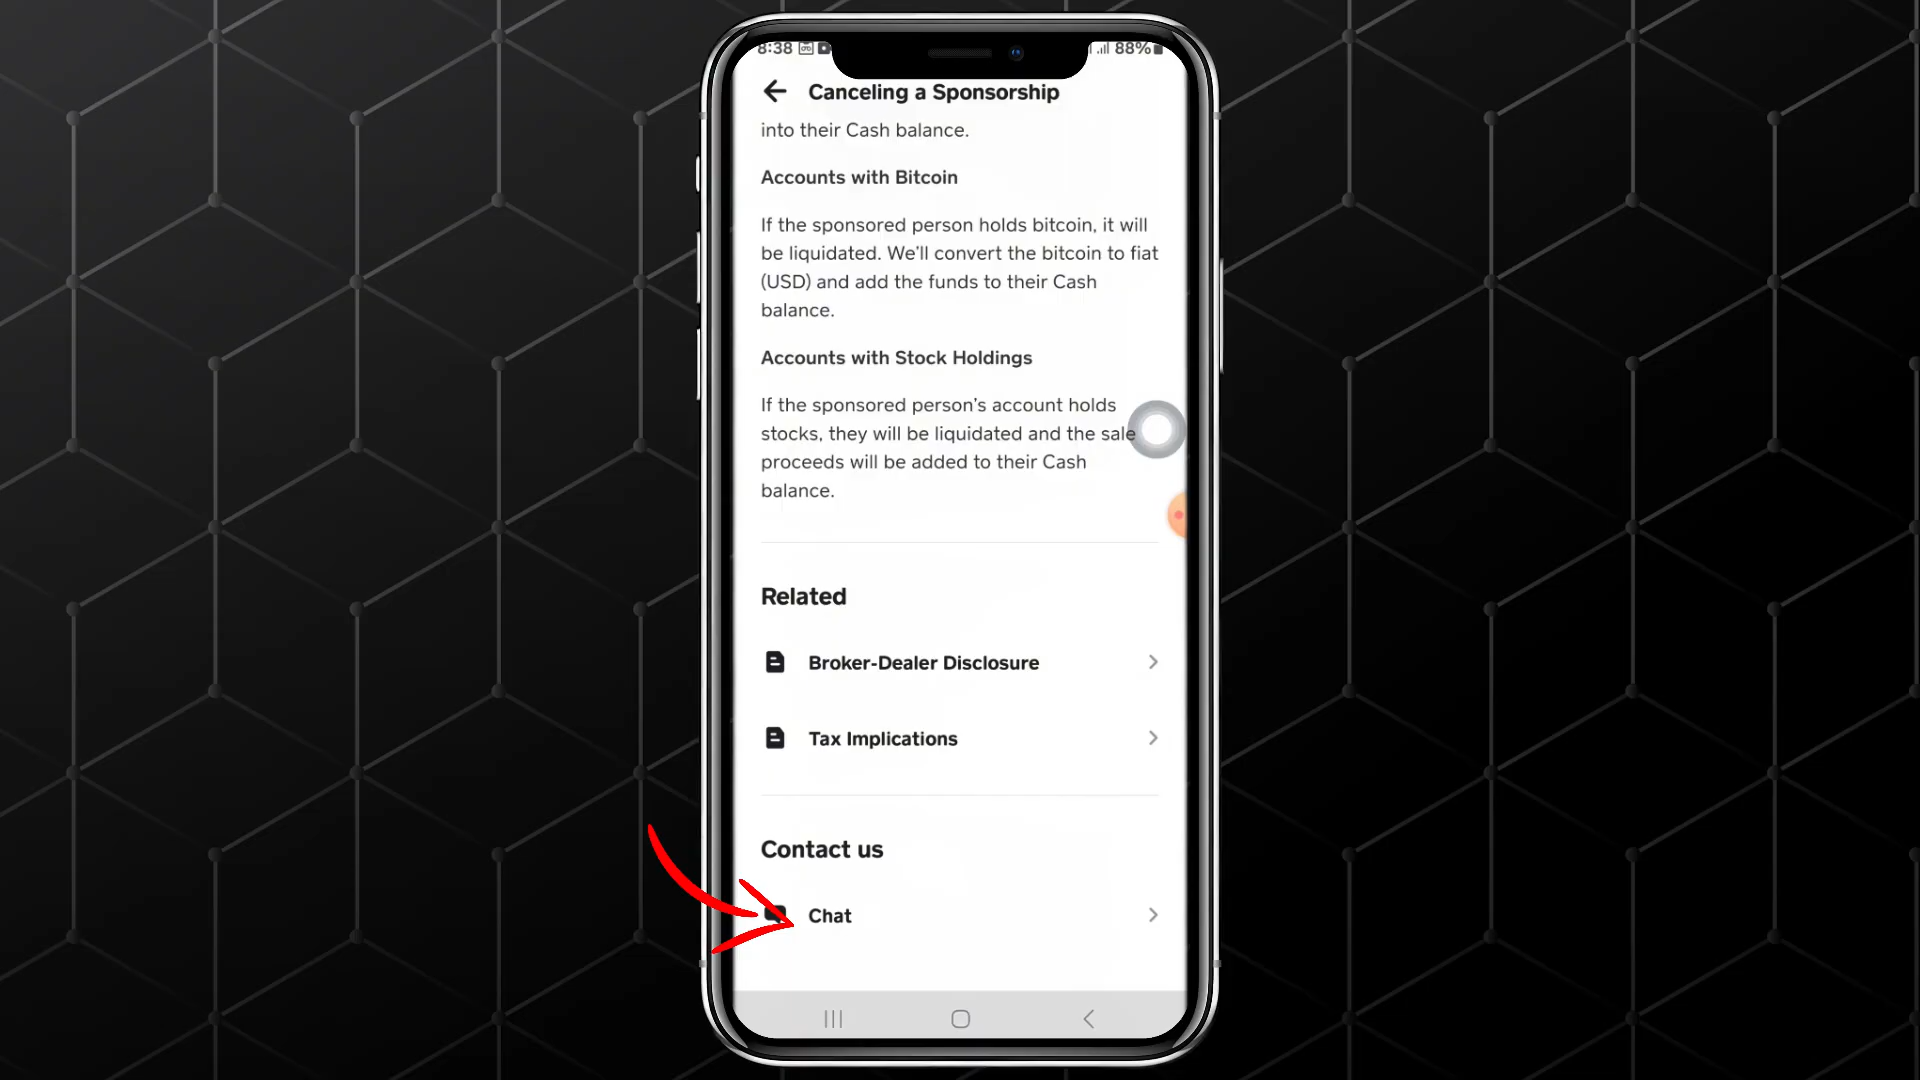 8:38
88%
Canceling a Sponsorship
into their Cash balance.
Accounts with Bitcoin
If the sponsored person holds bitcoin, it will
be liquidated. We'll convert the bitcoin to fiat
(USD) and add the funds to their Cash
balance.
Accounts with Stock Holdings
If the sponsored person's account holds
stocks, they will be liquidated and the sale
proceeds will be added to their Cash
balance.
Related
Broker-Dealer Disclosure
Tax Implications
Contact us
Chat